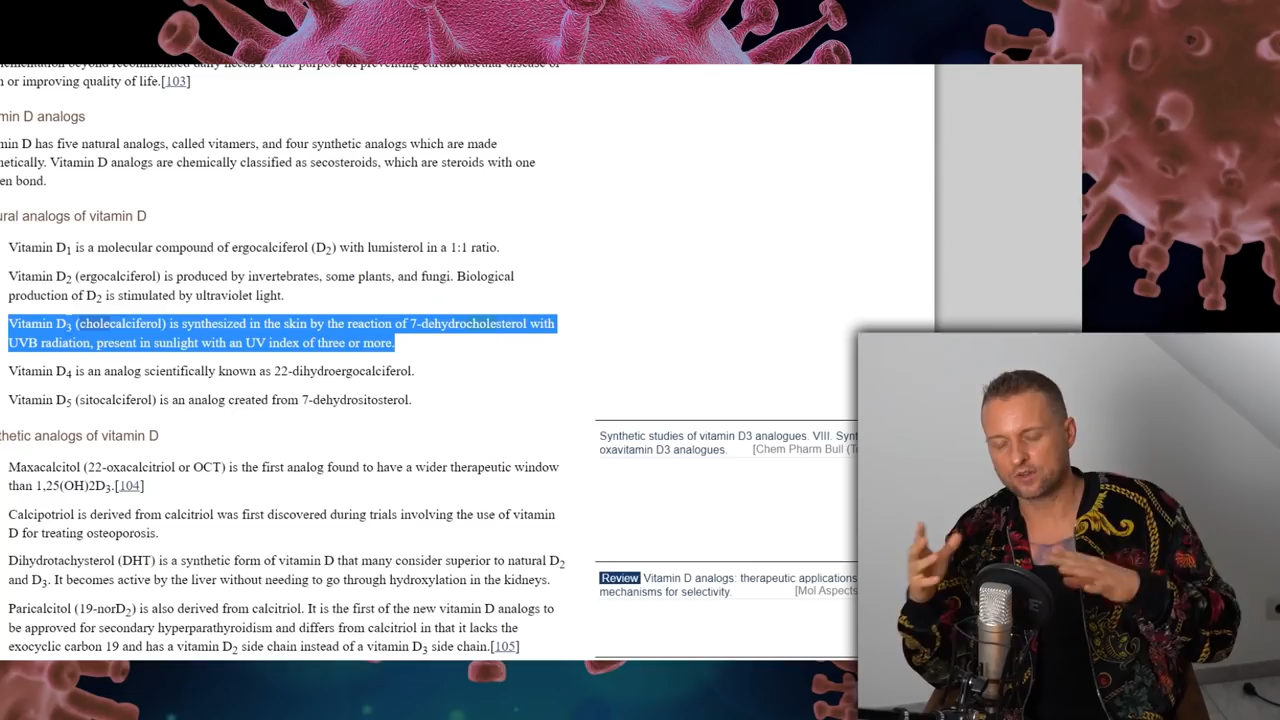 n or improving quality of life.[103]
min D analogs
min D has five natural analogs, called vitamers, and four synthetic analogs which are made
netically. Vitamin D analogs are chemically classified as secosteroids, which are steroids with one
en bond.
ural analogs of vitamin D
Vitamin D1 is a molecular compound of ergocalciferol (D2) with lumisterol in a 1:1 ratio.
Vitamin D2 (ergocalciferol) is produced by invertebrates, some plants, and fungi. Biological
production of D2 is stimulated by ultraviolet light.
Vitamin D3 (cholecalciferol) is synthesized in the skin by the reaction of 7-dehydrocholesterol with
UVB radiation, present in sunlight with an UV index of three or more.
Vitamin D4 is an analog scientifically known as 22-dihydroergocalciferol.
Vitamin D5 (sitocalciferol) is an analog created from 7-dehydrositosterol.
thetic analogs of vitamin D
Maxacalcitol (22-oxacalcitriol or OCT) is the first analog found to have a wider therapeutic window
than 1,25(OH)2D3.[104]
Calcipotriol is derived from calcitriol was first discovered during trials involving the use of vitamin
D for treating osteoporosis.
Dihydrotachysterol (DHT) is a synthetic form of vitamin D that many consider superior to natural D2
and D3. It becomes active by the liver without needing to go through hydroxylation in the kidneys.
Paricalcitol (19-norD2) is also derived from calcitriol. It is the first of the new vitamin D analogs to
be approved for secondary hyperparathyroidism and differs from calcitriol in that it lacks the
exocyclic carbon 19 and has a vitamin D2 side chain instead of a vitamin D3 side chain.[105]
Synthetic studies of vitamin D3 analogues. VIII. Synt
oxavitamin D3 analogues. [Chem Pharm Bull (T
Review Vitamin D analogs: therapeutic applications
mechanisms for selectivity. [Mol Aspects